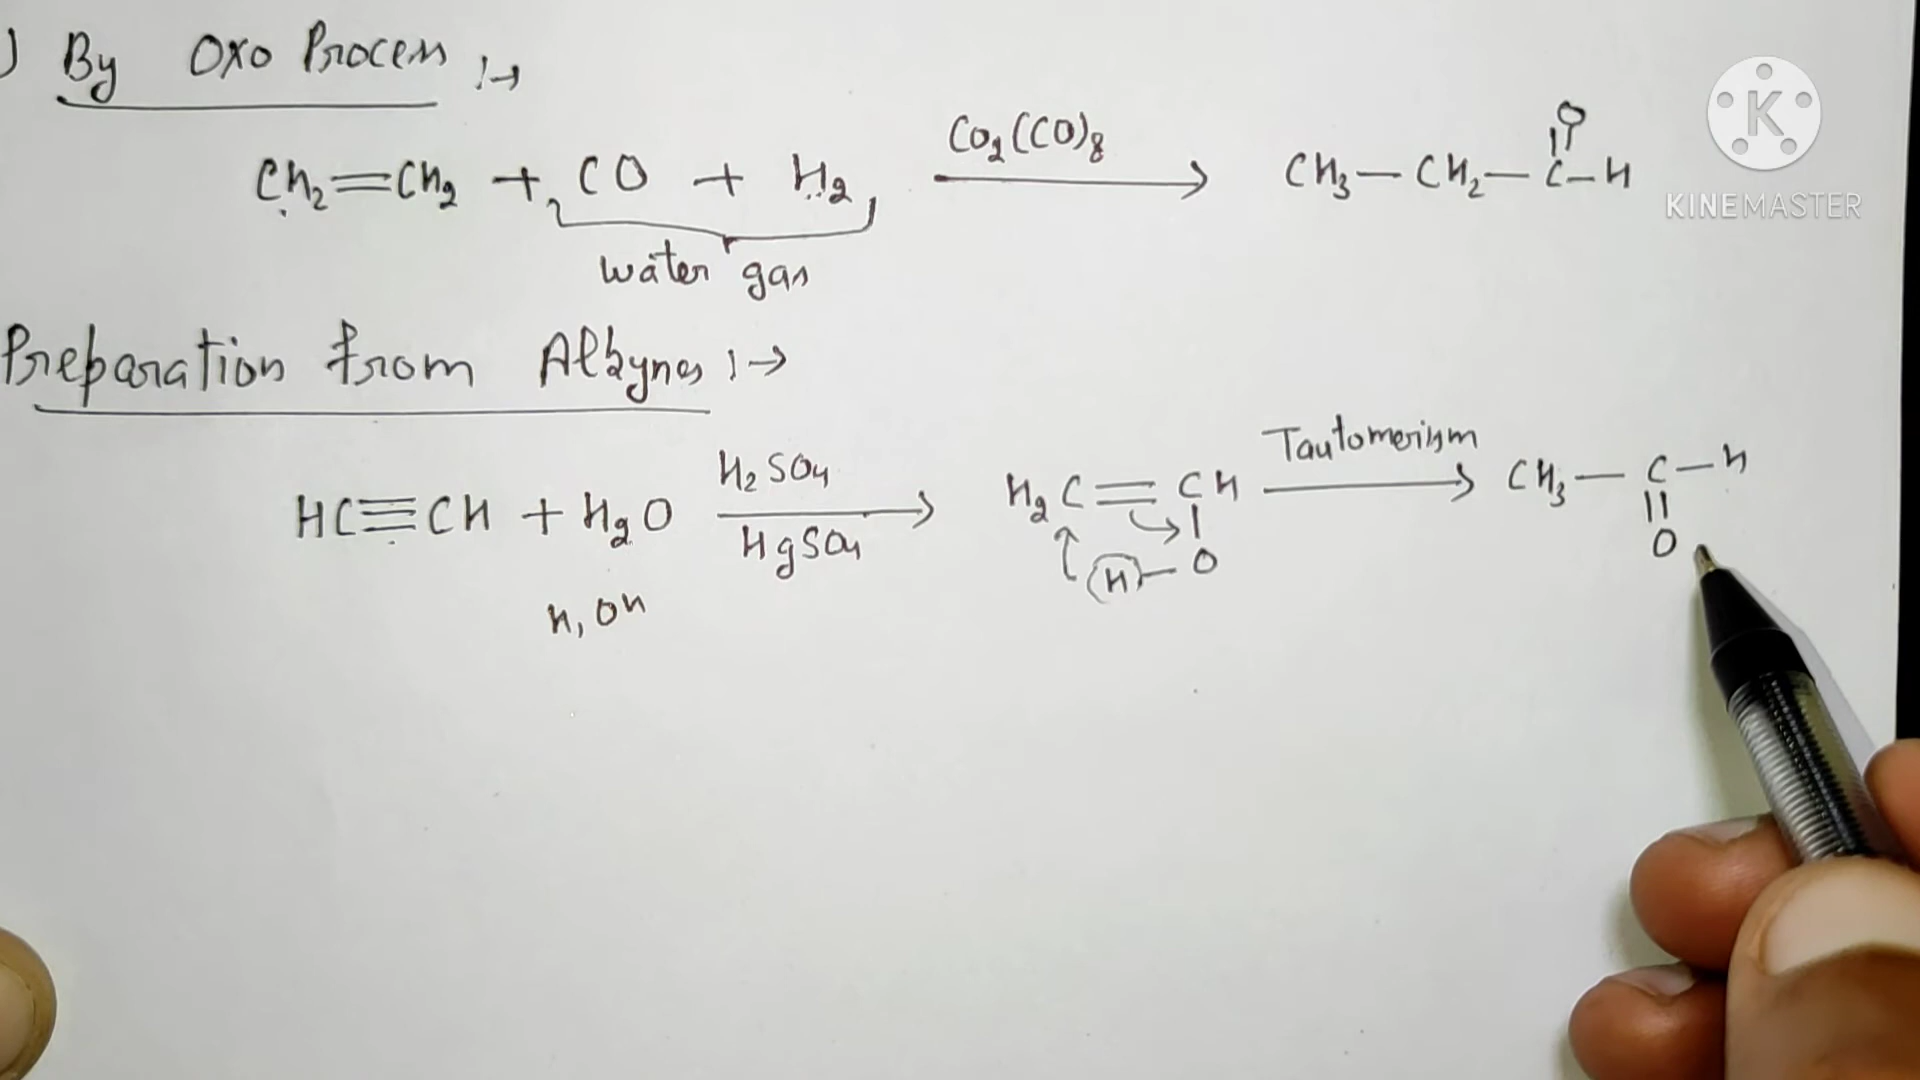 ) By Oxo Process :→
CH₂=CH₂ + CO + H₂ Co₂(CO)₈ → CH₃–CH₂–C–H
O
||
water gas
KINEMASTER
K
Preparation from Alkynes :→
HC≡CH + H₂O H₂SO₄ → H₂C=CH Tautomerism → CH₃–C–H
HgSO₄ | ||
H–O O
H, OH